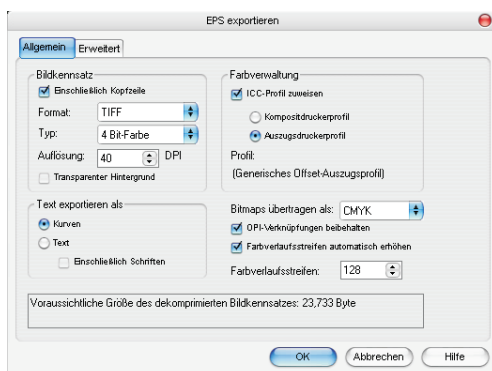 EPS exportieren
Allgemein
Erweitert
Bildkennsatz
Einschließlich Kopfzeile
Format: TIFF
Typ: 4 Bit-Farbe
Auflösung: 40 DPI
Transparenter Hintergrund
Text exportieren als
Kurven
Text
Einschließlich Schriften
Farbverwaltung
ICC-Profil zuweisen
Kompositdruckerprofil
Auszugsdruckerprofil
Profil:
(Generisches Offset-Auszugsprofil)
Bitmaps übertragen als: CMYK
OPI-Verknüpfungen beibehalten
Farbverlaufsstreifen automatisch erhöhen
Farbverlaufsstreifen: 128
Voraussichtliche Größe des dekomprimierten Bildkennsatzes: 23,733 Byte
OK
Abbrechen
Hilfe